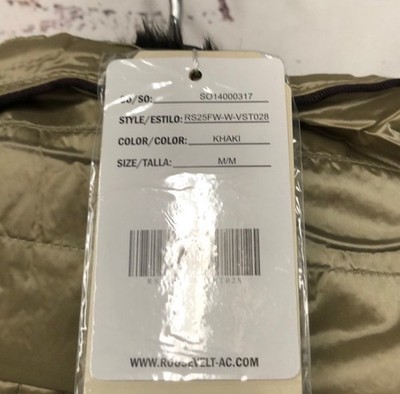 SO/SO: SO14000317
STYLE/ESTILO: RS25FW-W-VST028
COLOR/COLOR: KHAKI
SIZE/TALLA: M/M
WWW.ROOSEVELT-AC.COM